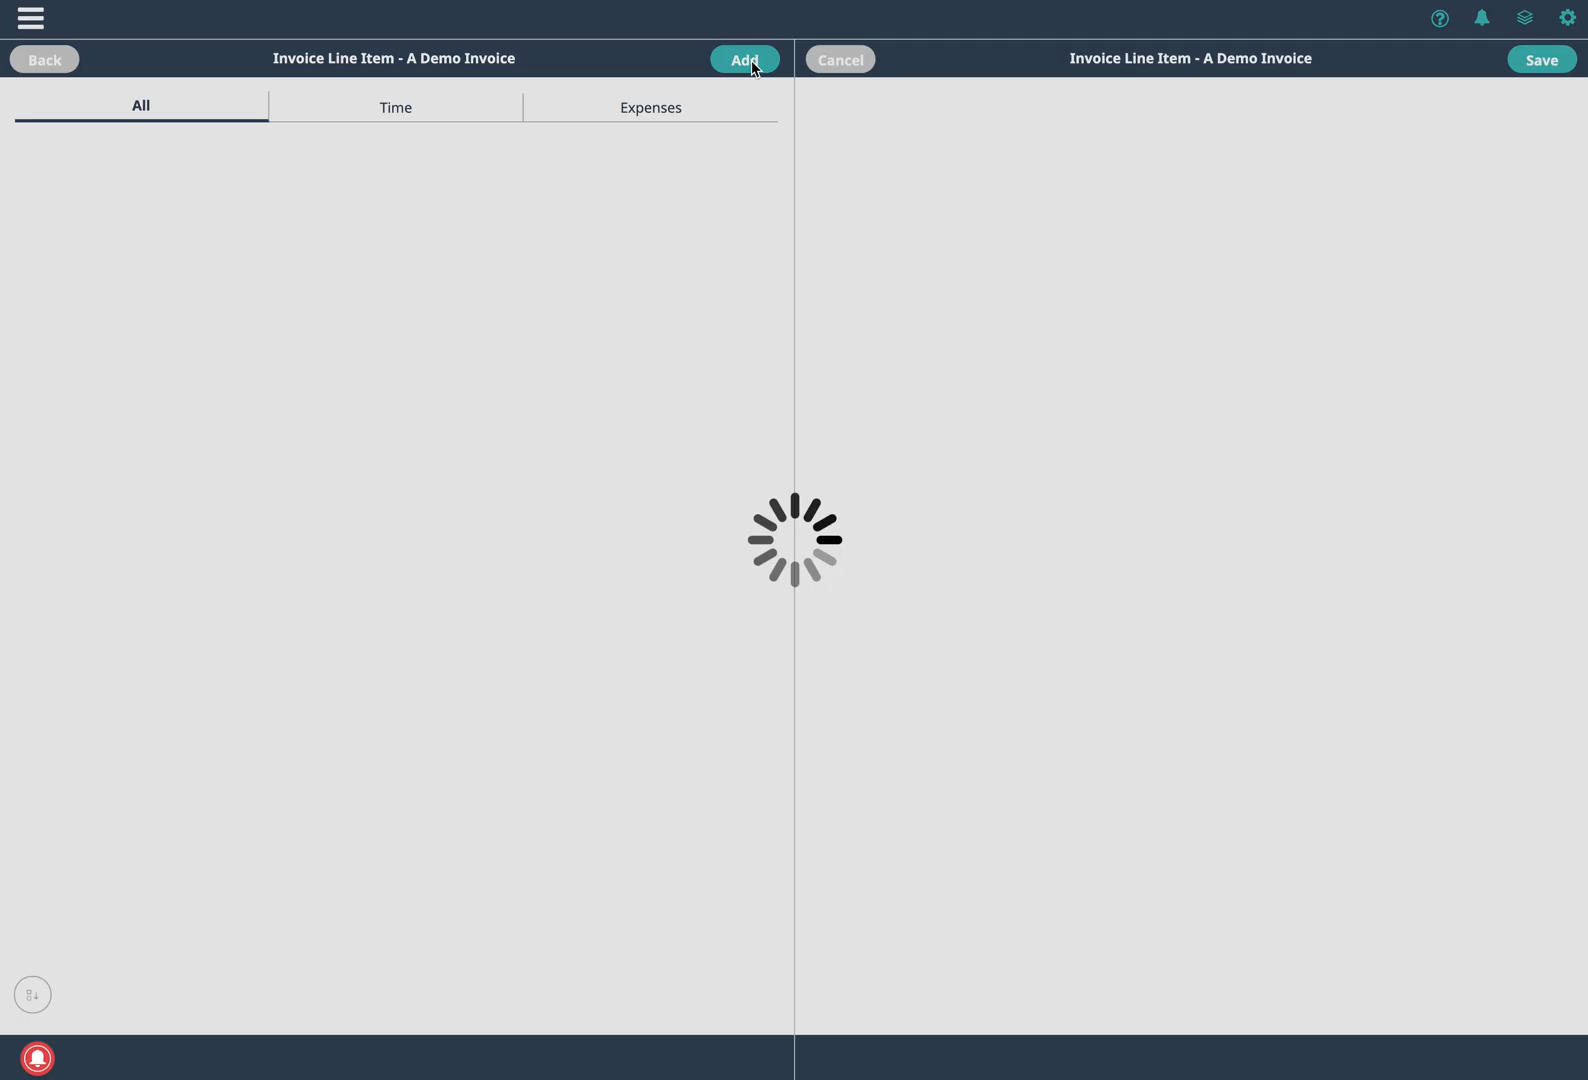 Back
Invoice Line Item - A Demo Invoice
Add
Cancel
Invoice Line Item - A Demo Invoice
Save
All
Time
Expenses